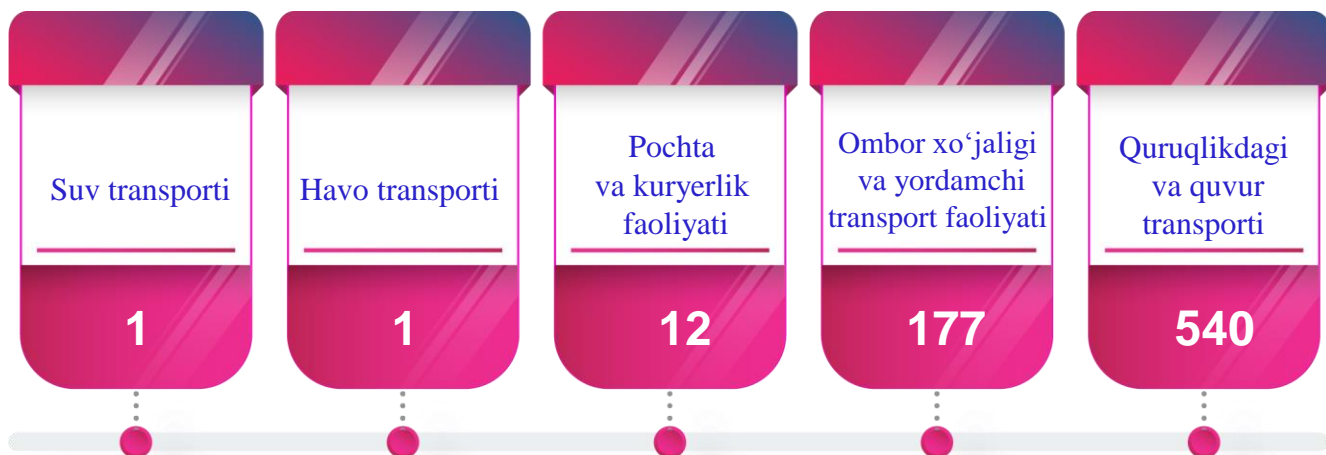 Suv transporti
1
Havo transporti
1
Pochta
va kuryerlik
faoliyati
12
Ombor xo‘jaligi
va yordamchi
transport faoliyati
177
Quruqlikdagi
va quvur
transporti
540